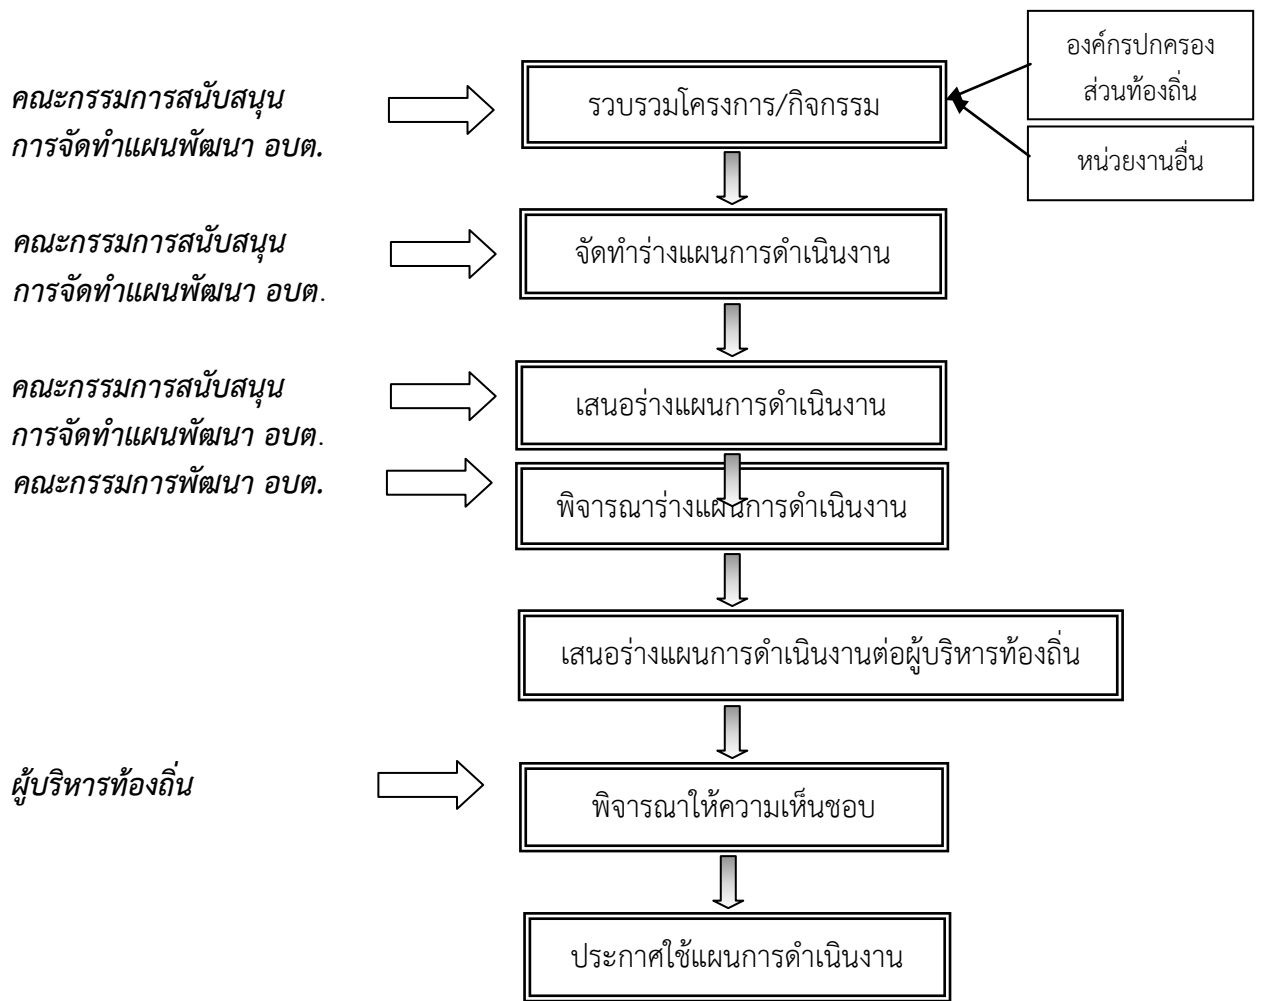 องค์กรปกครอง
ส่วนท้องถิ่น
คณะกรรมการสนับสนุน
การจัดทำแผนพัฒนา อบต.
รวบรวมโครงการ/กิจกรรม
หน่วยงานอื่น
คณะกรรมการสนับสนุน
การจัดทำแผนพัฒนา อบต.
จัดทำร่างแผนการดำเนินงาน
คณะกรรมการสนับสนุน
การจัดทำแผนพัฒนา อบต.
เสนอร่างแผนการดำเนินงาน
คณะกรรมการพัฒนา อบต.
พิจารณาร่างแผนการดำเนินงาน
เสนอร่างแผนการดำเนินงานต่อผู้บริหารท้องถิ่น
ผู้บริหารท้องถิ่น
พิจารณาให้ความเห็นชอบ
ประกาศใช้แผนการดำเนินงาน